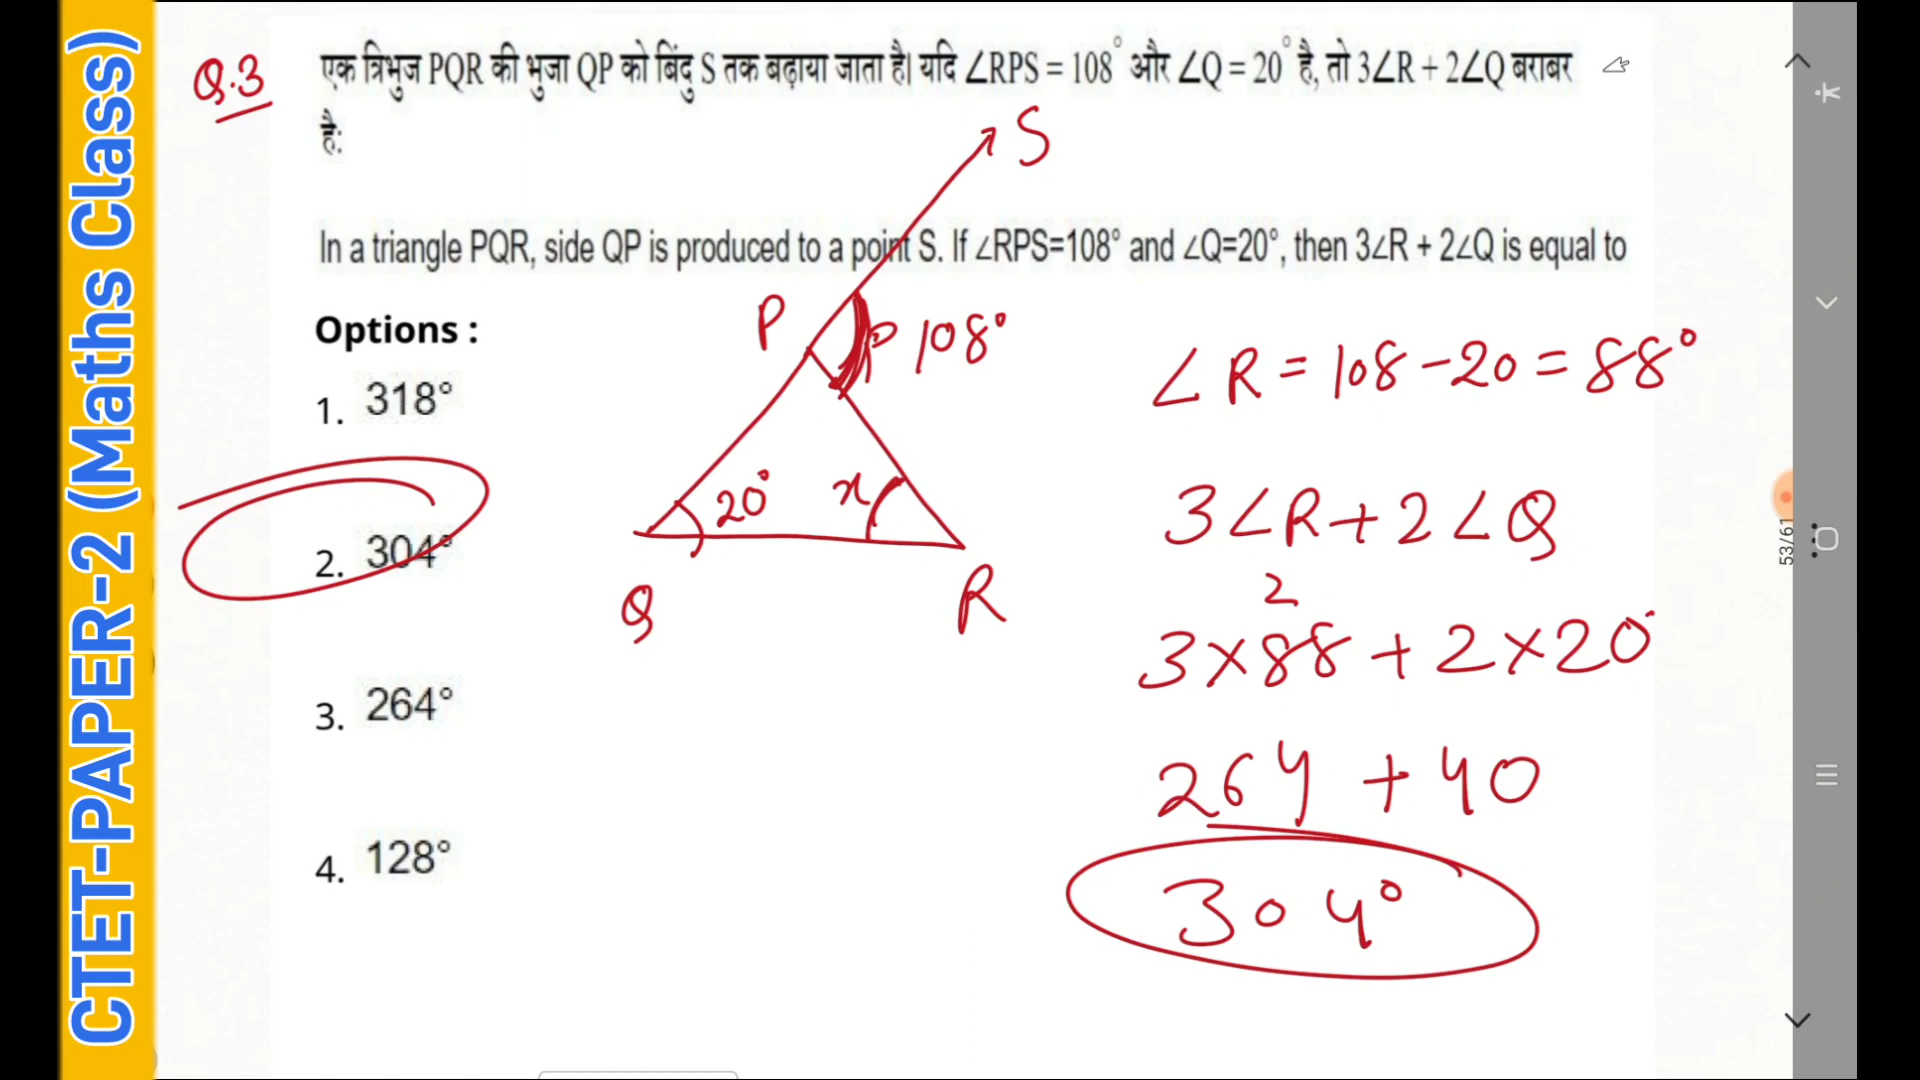 CTET-PAPER-2 (Maths Class)
Q.3
एक त्रिभुज PQR की भुजा QP को बिंदु S तक बढ़ाया जाता है। यदि ∠RPS = 108° और ∠Q = 20° है, तो 3∠R + 2∠Q बराबर
है:
S
In a triangle PQR, side QP is produced to a point S. If ∠RPS=108° and ∠Q=20°, then 3∠R + 2∠Q is equal to
Options :
P
108°
∠R = 108 - 20 = 88°
1. 318°
20°
x
3∠R + 2∠Q
2. 304°
Q
R
2
3×88 + 2×20°
3. 264°
264 + 40
4. 128°
304°
53/61